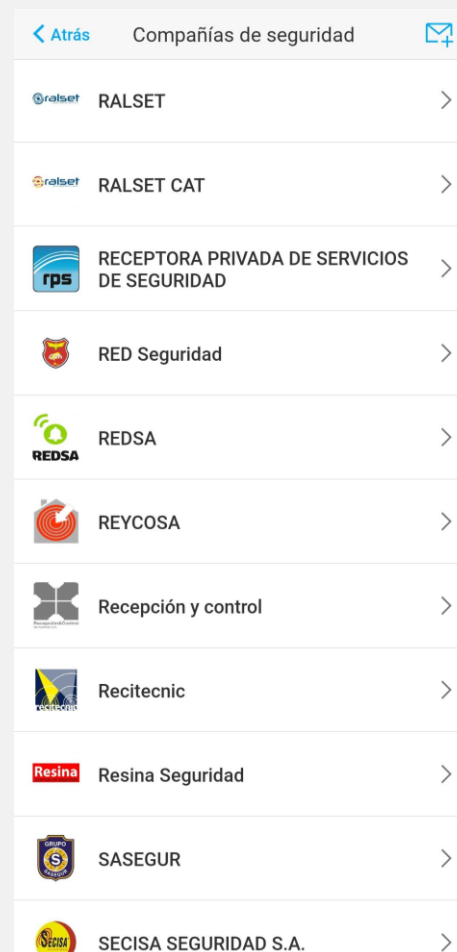 Atrás
Compañías de seguridad
ralset
RALSET
ralset
RALSET CAT
rps
RECEPTORA PRIVADA DE SERVICIOS
DE SEGURIDAD
RED Seguridad
REDSA
REDSA
REYCOSA
Recepción y control
recitecnic
Recitecnic
Resina
Resina Seguridad
GRUPO
S
SASEGUR
SASEGUR
SECISA
SECISA SEGURIDAD S.A.